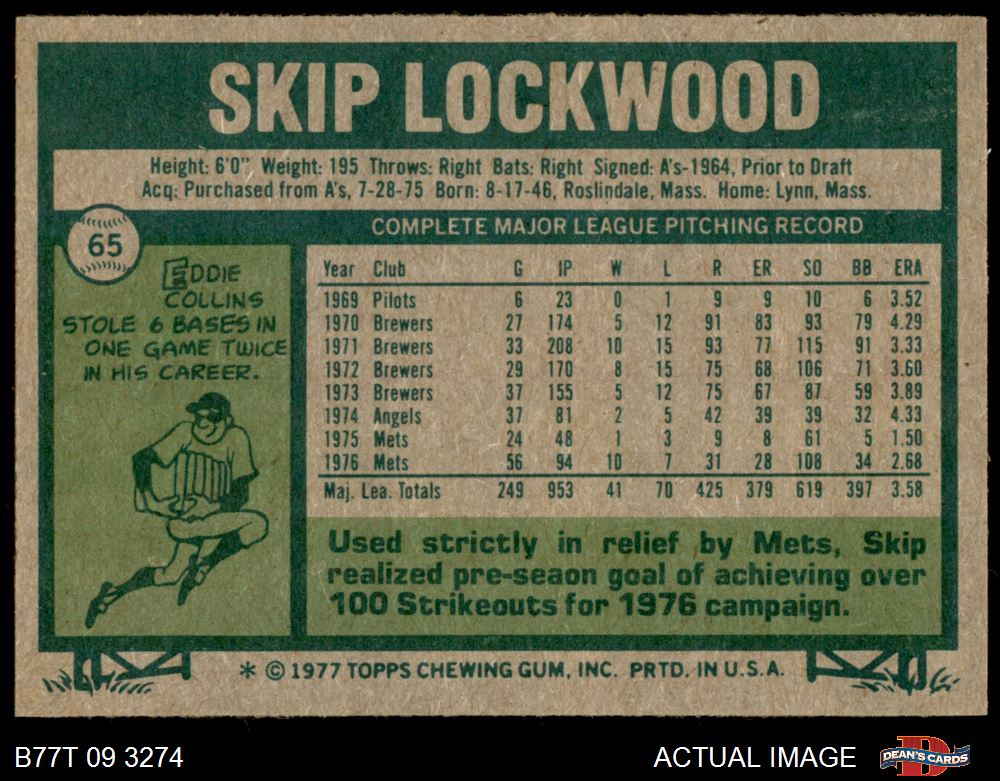 SKIP LOCKWOOD
Height: 6'0" Weight: 195 Throws: Right Bats: Right Signed: A's-1964, Prior to Draft
Acq: Purchased from A's, 7-28-75 Born: 8-17-46, Roslindale, Mass. Home: Lynn, Mass.
65
EDDIE
COLLINS
STOLE 6 BASES IN
ONE GAME TWICE
IN HIS CAREER.
COMPLETE MAJOR LEAGUE PITCHING RECORD
Year Club G IP W L R ER SO BB ERA
1969 Pilots 6 23 0 1 9 9 10 6 3.52
1970 Brewers 27 174 5 12 91 83 93 79 4.29
1971 Brewers 33 208 10 15 93 77 115 91 3.33
1972 Brewers 29 170 8 15 75 68 106 71 3.60
1973 Brewers 37 155 5 12 75 67 87 59 3.89
1974 Angels 37 81 2 5 42 39 39 32 4.33
1975 Mets 24 48 1 3 9 8 61 5 1.50
1976 Mets 56 94 10 7 31 28 108 34 2.68
Maj. Lea. Totals 249 953 41 70 425 379 619 397 3.58
Used strictly in relief by Mets, Skip
realized pre-seaon goal of achieving over
100 Strikeouts for 1976 campaign.
* © 1977 TOPPS CHEWING GUM, INC. PRTD. IN U.S.A.
B77T 09 3274
ACTUAL IMAGE
DEAN'S CARDS